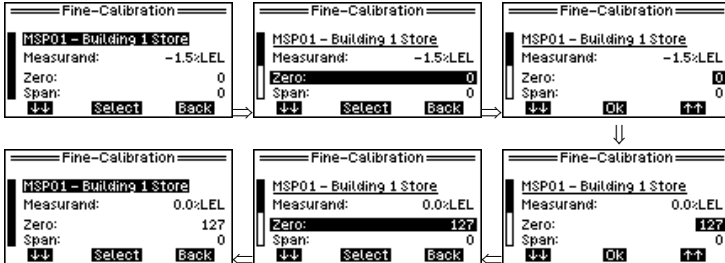 Fine-Calibration
MSP01 - Building 1 Store
Measurand: -1.5%LEL
Zero: 0
Span: 0
↓↓ Select Back
⇒
Fine-Calibration
MSP01 - Building 1 Store
Measurand: -1.5%LEL
Zero: 0
Span: 0
↓↓ Select Back
⇒
Fine-Calibration
MSP01 - Building 1 Store
Measurand: -1.5%LEL
Zero: 0
Span: 0
↓↓ Ok ↑↑
⇓
Fine-Calibration
MSP01 - Building 1 Store
Measurand: 0.0%LEL
Zero: 127
Span: 0
↓↓ Select Back
⇐
Fine-Calibration
MSP01 - Building 1 Store
Measurand: 0.0%LEL
Zero: 127
Span: 0
↓↓ Select Back
⇐
Fine-Calibration
MSP01 - Building 1 Store
Measurand: 0.0%LEL
Zero: 127
Span: 0
↓↓ Ok ↑↑